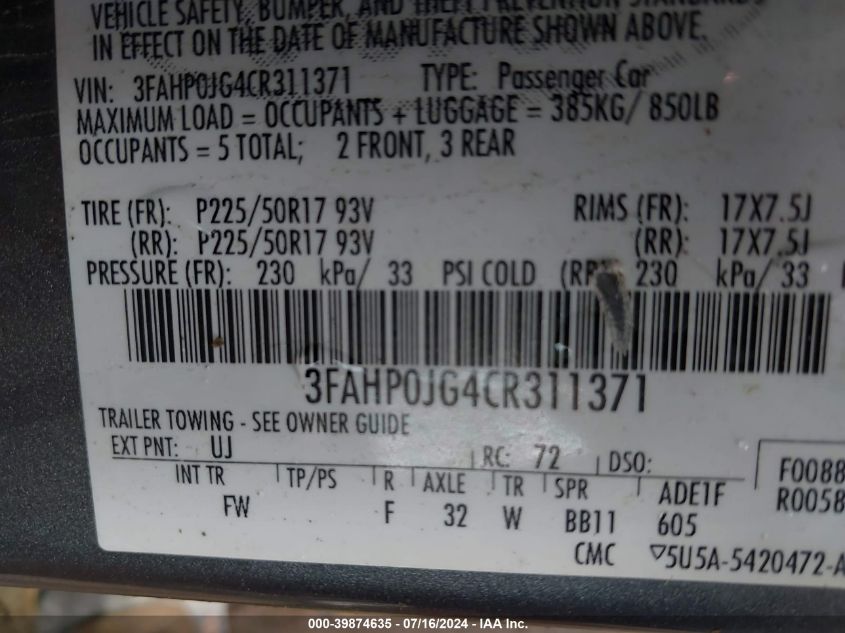 VEHICLE SAFETY, BUMPER, AND THEFT PREVENTION STANDARDS
IN EFFECT ON THE DATE OF MANUFACTURE SHOWN ABOVE.
VIN: 3FAHP0JG4CR311371 TYPE: Passenger Car
MAXIMUM LOAD = OCCUPANTS + LUGGAGE = 385KG/ 850LB
OCCUPANTS = 5 TOTAL; 2 FRONT, 3 REAR
TIRE (FR): P225/50R17 93V RIMS (FR): 17X7.5J
(RR): P225/50R17 93V (RR): 17X7.5J
PRESSURE (FR): 230 kPa/ 33 PSI COLD (RR): 230 kPa/ 33
3FAHP0JG4CR311371
TRAILER TOWING - SEE OWNER GUIDE
EXT PNT: UJ RC: 72 DSO: F0088
INT TR TP/PS R AXLE TR SPR ADE1F R0058
FW F 32 W BB11 605
CMC ▽5U5A-5420472-A
000-39874635 - 07/16/2024 - IAA Inc.